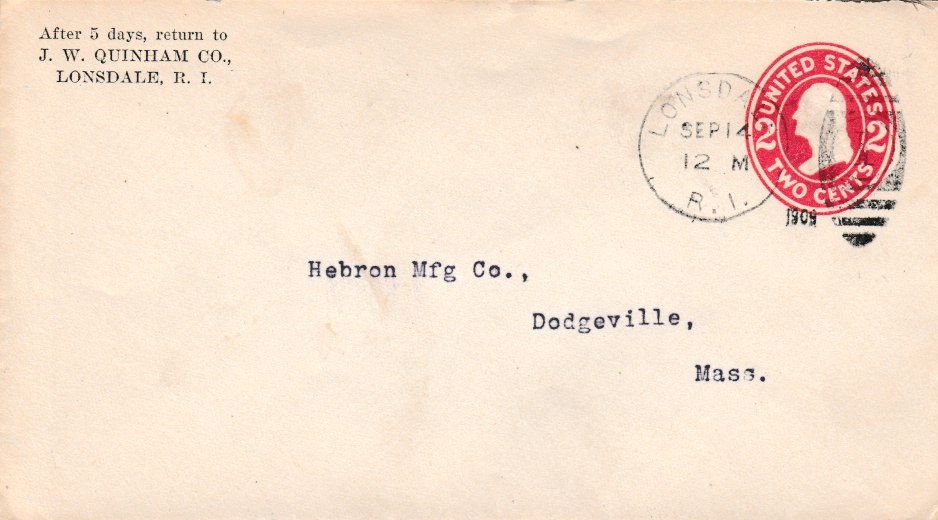 After 5 days, return to
J. W. QUINHAM CO.,
LONSDALE, R. I.
UNITED STATES
2 2
TWO CENTS
LONSDA
SEP 14
12 M
R. I.
1909
Hebron Mfg Co.,
Dodgeville,
Mass.